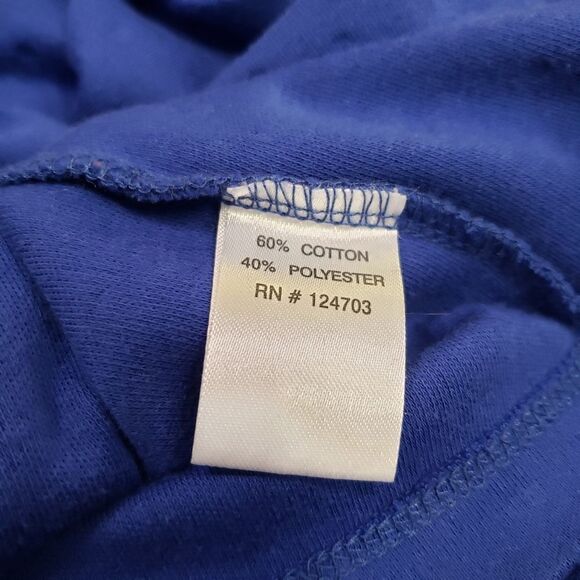 60% COTTON
40% POLYESTER
RN # 124703